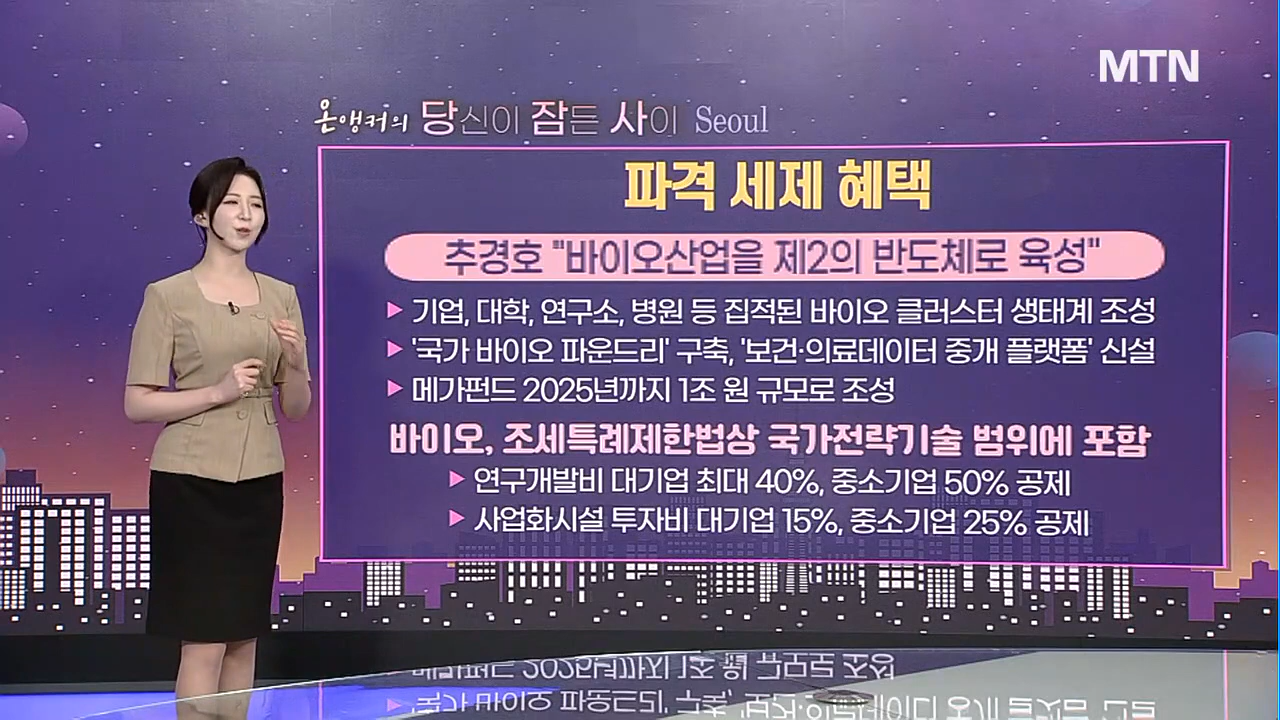 MTN
온앵커의 당신이 잠든 사이 Seoul
파격 세제 혜택
추경호 "바이오산업을 제2의 반도체로 육성"
▶ 기업, 대학, 연구소, 병원 등 집적된 바이오 클러스터 생태계 조성
▶ '국가 바이오 파운드리' 구축, '보건·의료데이터 중개 플랫폼' 신설
▶ 메가펀드 2025년까지 1조 원 규모로 조성
바이오, 조세특례제한법상 국가전략기술 범위에 포함
▶ 연구개발비 대기업 최대 40%, 중소기업 50% 공제
▶ 사업화시설 투자비 대기업 15%, 중소기업 25% 공제